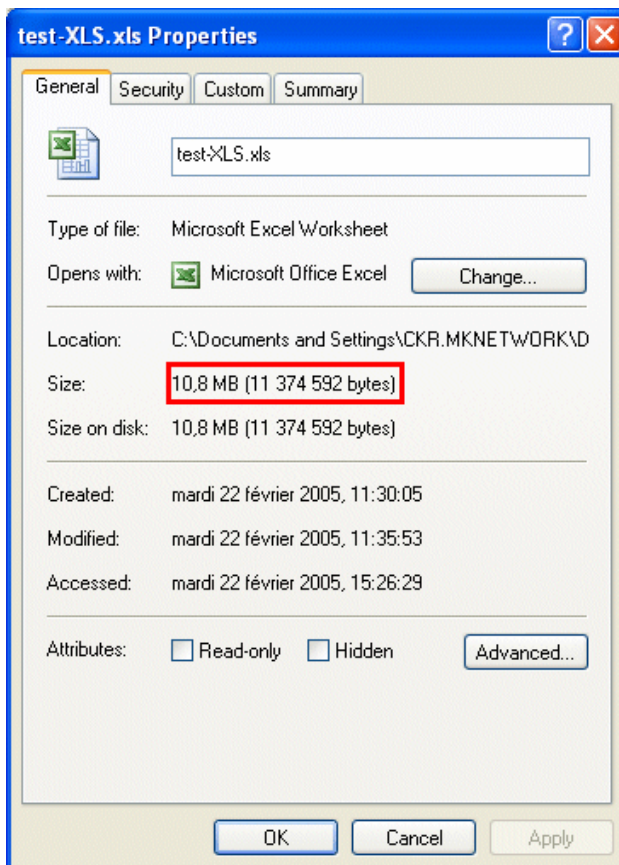 test-XLS.xls Properties
General Security Custom Summary
test-XLS.xls
Type of file: Microsoft Excel Worksheet
Opens with: Microsoft Office Excel Change...
Location: C:\Documents and Settings\CKR.MKNETWORK\D
Size: 10,8 MB (11 374 592 bytes)
Size on disk: 10,8 MB (11 374 592 bytes)
Created: mardi 22 février 2005, 11:30:05
Modified: mardi 22 février 2005, 11:35:53
Accessed: mardi 22 février 2005, 15:26:29
Attributes: Read-only Hidden Advanced...
OK Cancel Apply